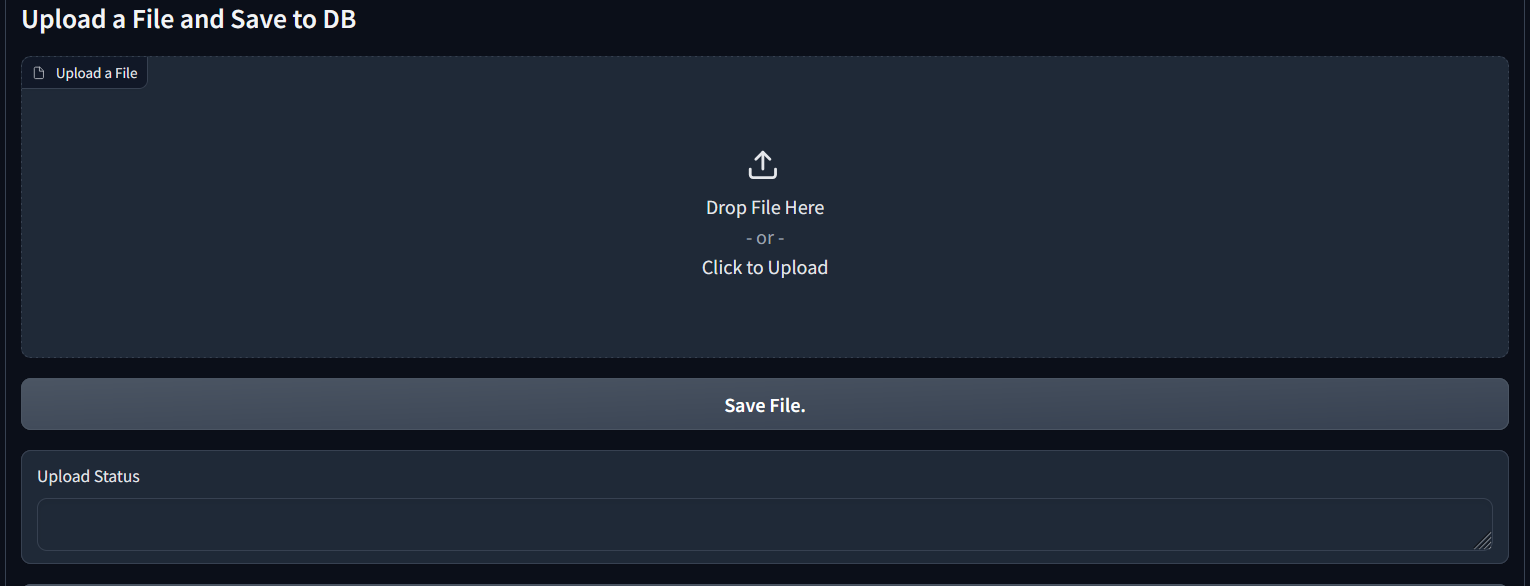 Upload a File and Save to DB
Upload a File
Drop File Here
- or -
Click to Upload
Save File.
Upload Status